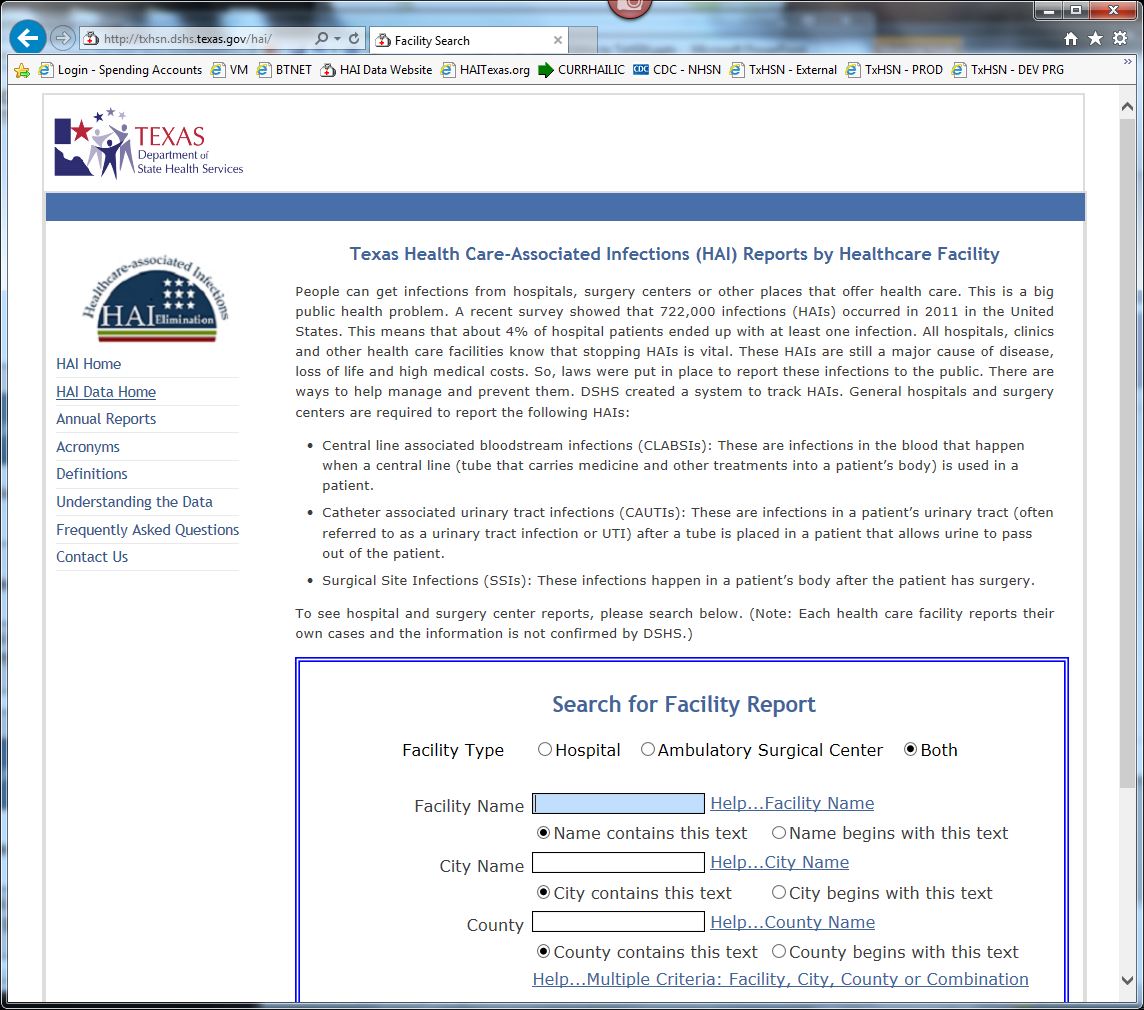 http://txhsn.dshs.texas.gov/hai/
Facility Search
Login - Spending Accounts
VM
BTNET
HAI Data Website
HAITexas.org
CURRHAILIC
CDC
CDC - NHSN
TxHSN - External
TxHSN - PROD
TxHSN - DEV PRG
TEXAS
Department of
State Health Services
Healthcare-associated Infections
HAI Elimination
HAI Home
HAI Data Home
Annual Reports
Acronyms
Definitions
Understanding the Data
Frequently Asked Questions
Contact Us
Texas Health Care-Associated Infections (HAI) Reports by Healthcare Facility
People can get infections from hospitals, surgery centers or other places that offer health care. This is a big
public health problem. A recent survey showed that 722,000 infections (HAIs) occurred in 2011 in the United
States. This means that about 4% of hospital patients ended up with at least one infection. All hospitals, clinics
and other health care facilities know that stopping HAIs is vital. These HAIs are still a major cause of disease,
loss of life and high medical costs. So, laws were put in place to report these infections to the public. There are
ways to help manage and prevent them. DSHS created a system to track HAIs. General hospitals and surgery
centers are required to report the following HAIs:
• Central line associated bloodstream infections (CLABSIs): These are infections in the blood that happen
when a central line (tube that carries medicine and other treatments into a patient’s body) is used in a
patient.
• Catheter associated urinary tract infections (CAUTIs): These are infections in a patient’s urinary tract (often
referred to as a urinary tract infection or UTI) after a tube is placed in a patient that allows urine to pass
out of the patient.
• Surgical Site Infections (SSIs): These infections happen in a patient’s body after the patient has surgery.
To see hospital and surgery center reports, please search below. (Note: Each health care facility reports their
own cases and the information is not confirmed by DSHS.)
Search for Facility Report
Facility Type Hospital Ambulatory Surgical Center Both
Facility Name Help...Facility Name
Name contains this text Name begins with this text
City Name Help...City Name
City contains this text City begins with this text
County Help...County Name
County contains this text County begins with this text
Help...Multiple Criteria: Facility, City, County or Combination